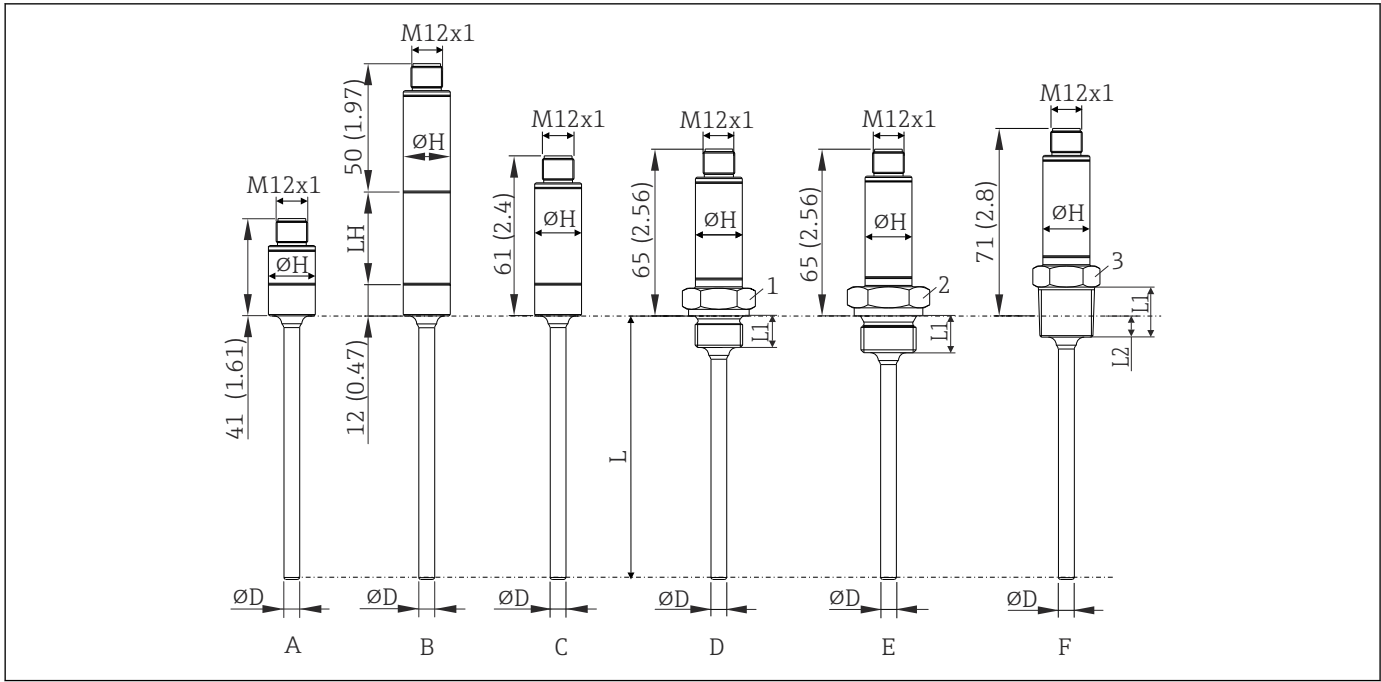 M12x1
50 (1.97)
ØH
LH
12 (0.47)
M12x1
ØH
41 (1.61)
M12x1
ØH
61 (2.4)
M12x1
ØH
65 (2.56)
1
L1
L
M12x1
ØH
65 (2.56)
2
L1
M12x1
ØH
71 (2.8)
3
L1
L2
ØD
ØD
ØD
ØD
ØD
ØD
A
B
C
D
E
F